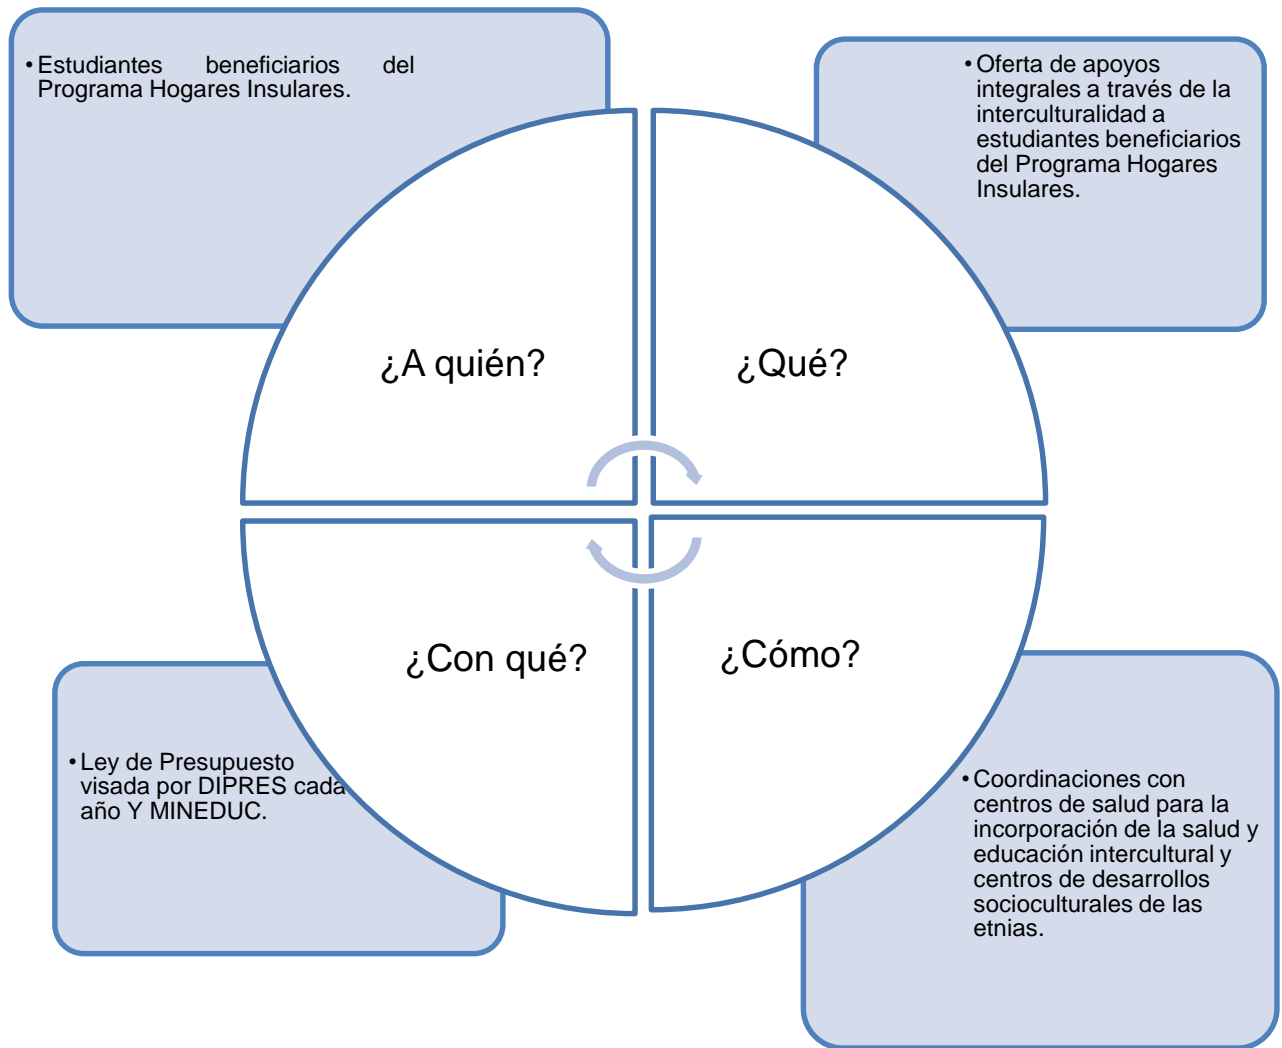 • Estudiantes beneficiarios del
Programa Hogares Insulares.
• Oferta de apoyos
integrales a través de la
interculturalidad a
estudiantes beneficiarios
del Programa Hogares
Insulares.
¿A quién?
¿Qué?
¿Con qué?
¿Cómo?
• Ley de Presupuesto
visada por DIPRES cada
año Y MINEDUC.
• Coordinaciones con
centros de salud para la
incorporación de la salud y
educación intercultural y
centros de desarrollos
socioculturales de las
etnias.